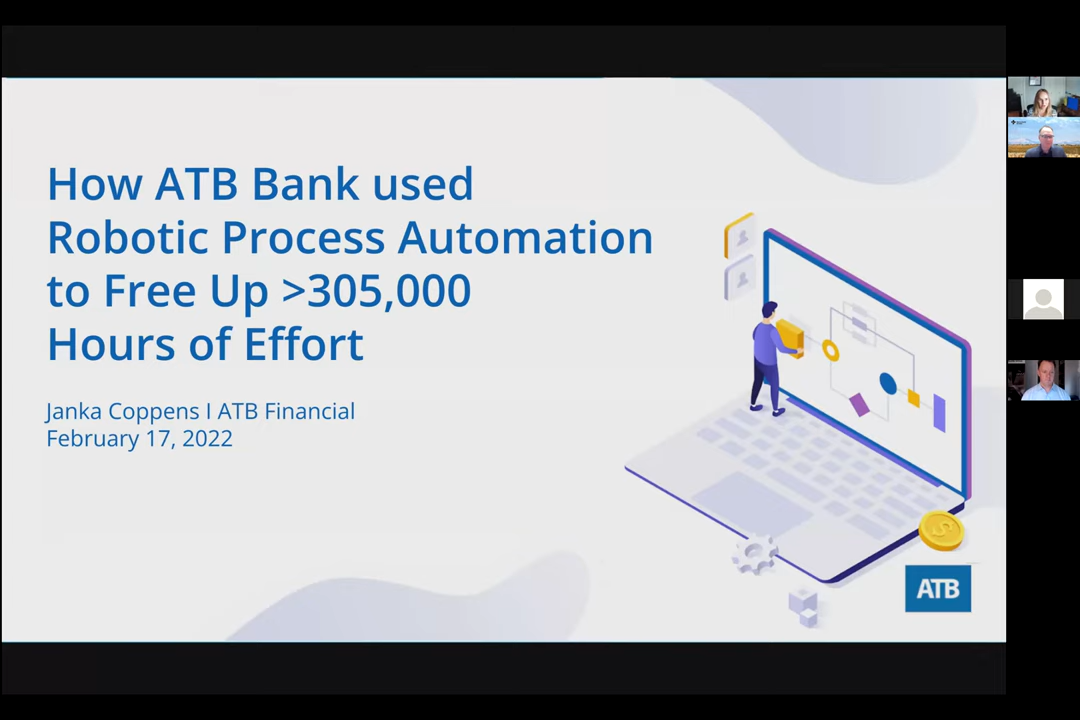 How ATB Bank used
Robotic Process Automation
to Free Up >305,000
Hours of Effort
Janka Coppens I ATB Financial
February 17, 2022
ATB